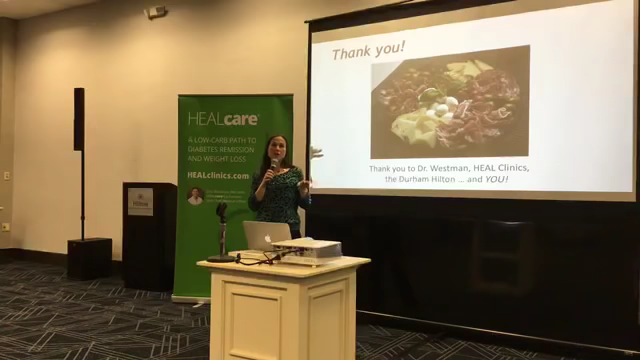 Thank you!
Thank you to Dr. Westman, HEAL Clinics,
the Durham Hilton ... and YOU!
HEALcare
A LOW-CARB PATH TO
DIABETES REMISSION
AND WEIGHT LOSS
HEALclinics.com
Hilton